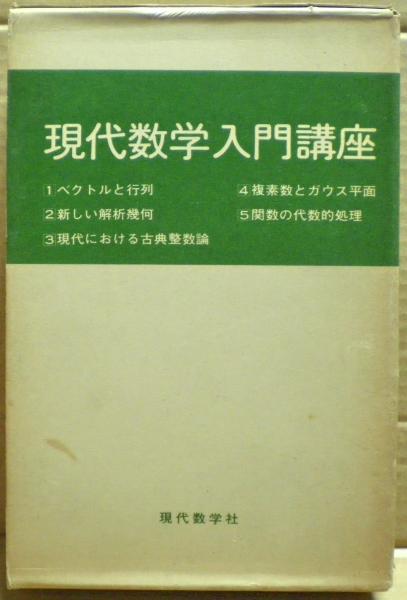 現代数学入門講座
1 ベクトルと行列
2 新しい解析幾何
3 現代における古典整数論
4 複素数とガウス平面
5 関数の代数的処理
現代数学社